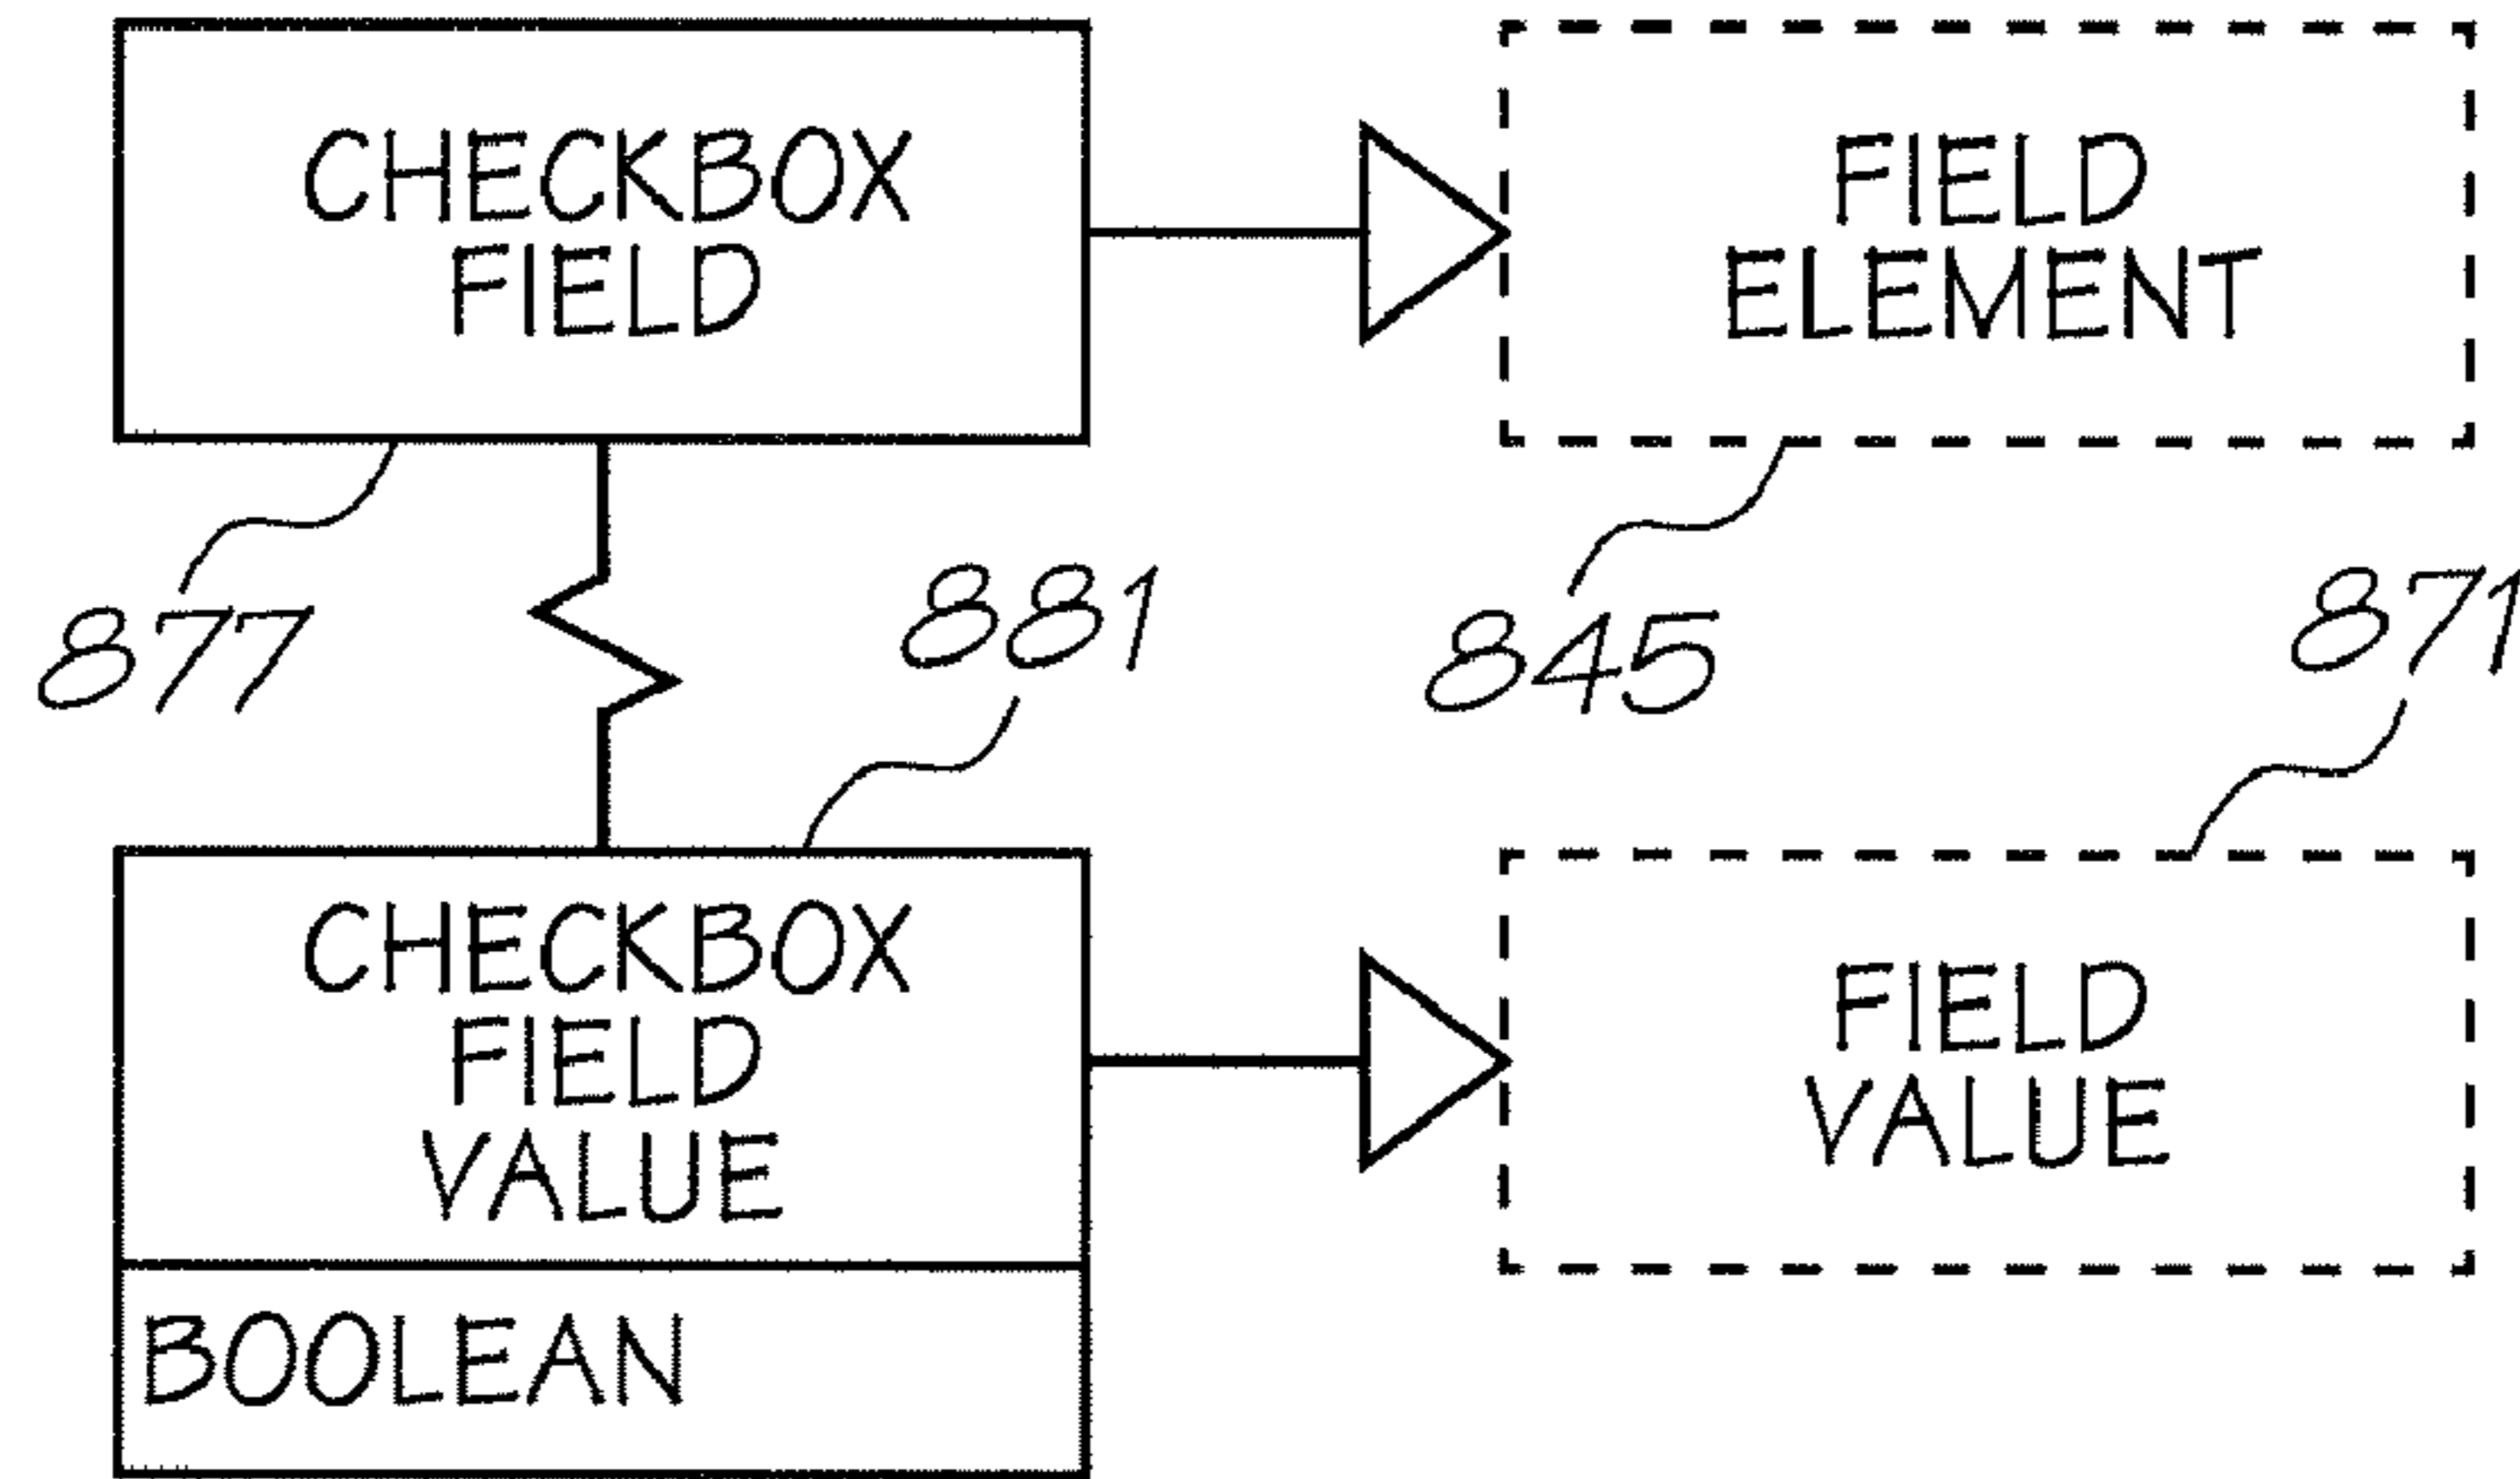 CHECKBOX
FIELD
FIELD
ELEMENT
877
881
845
871
CHECKBOX
FIELD
VALUE
FIELD
VALUE
BOOLEAN